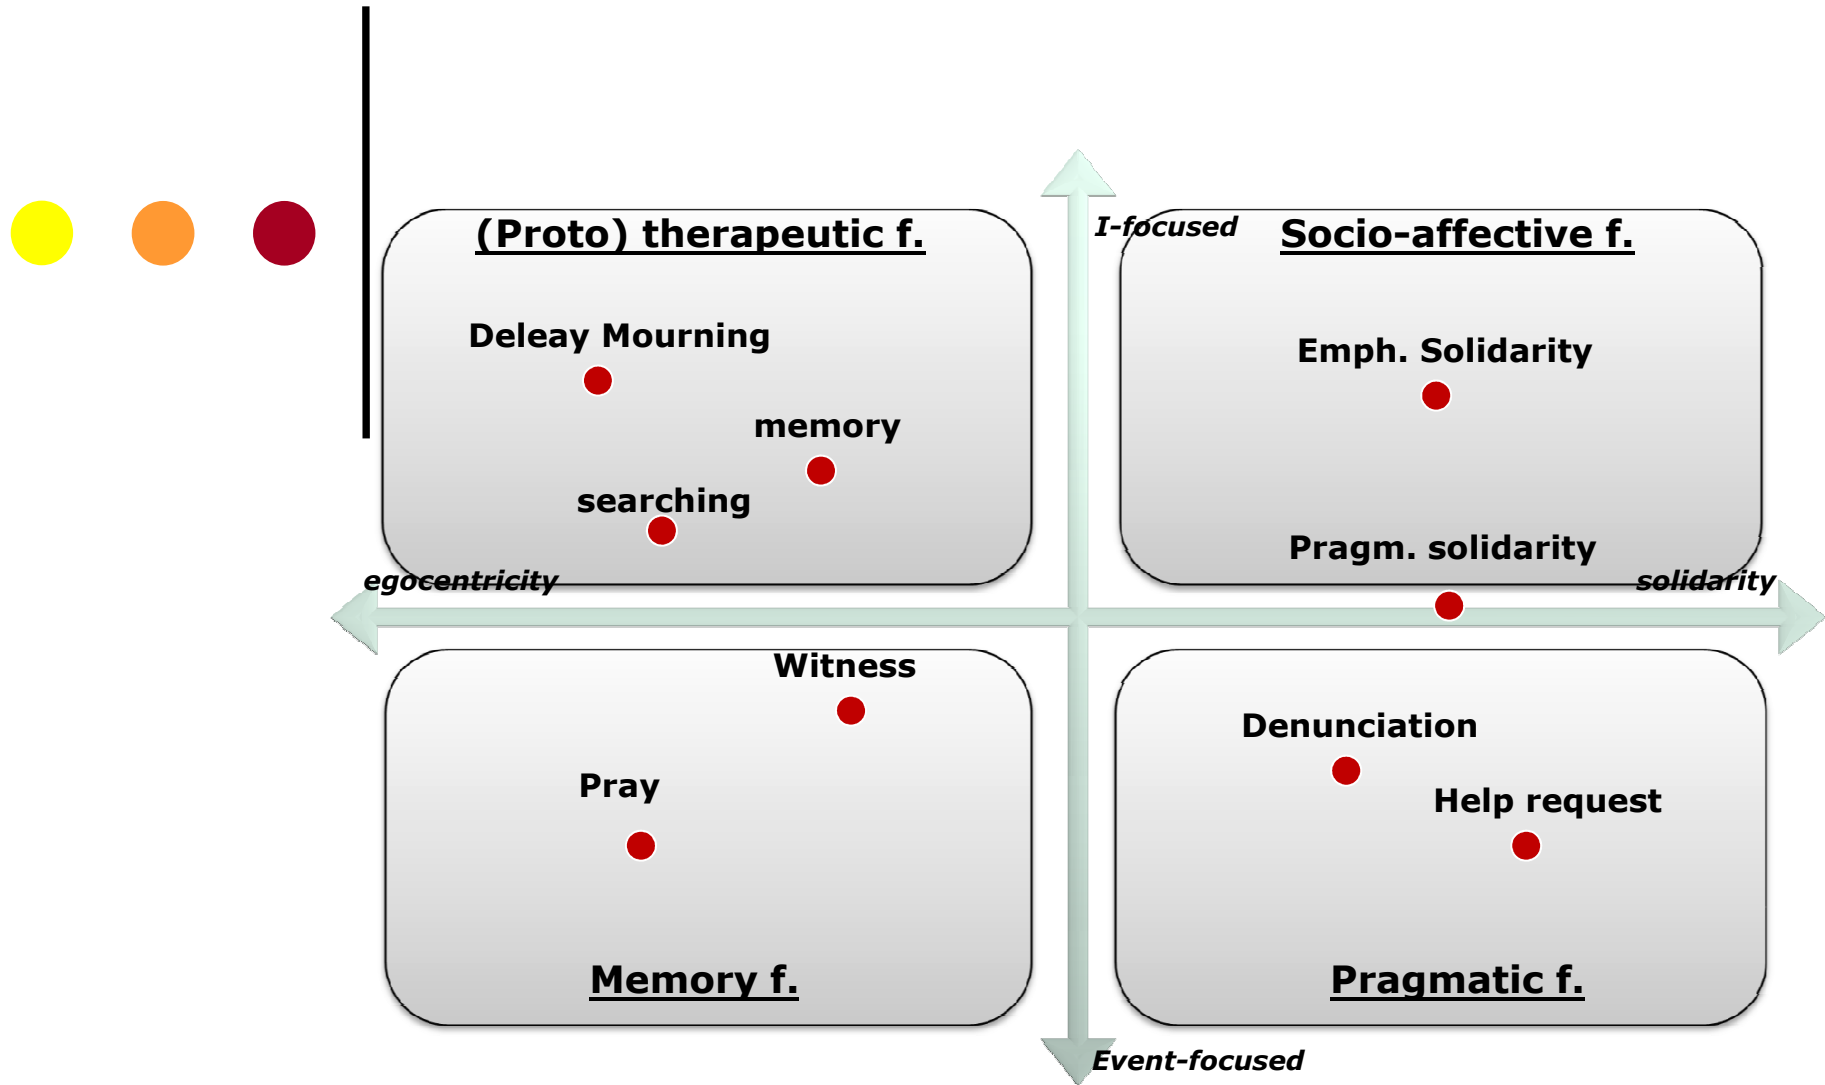 I-focused
(Proto) therapeutic f.
Socio-affective f.
Deleay Mourning
Emph. Solidarity
memory
searching
Pragm. solidarity
egocentricity
solidarity
Witness
Denunciation
Pray
Help request
Memory f.
Pragmatic f.
Event-focused